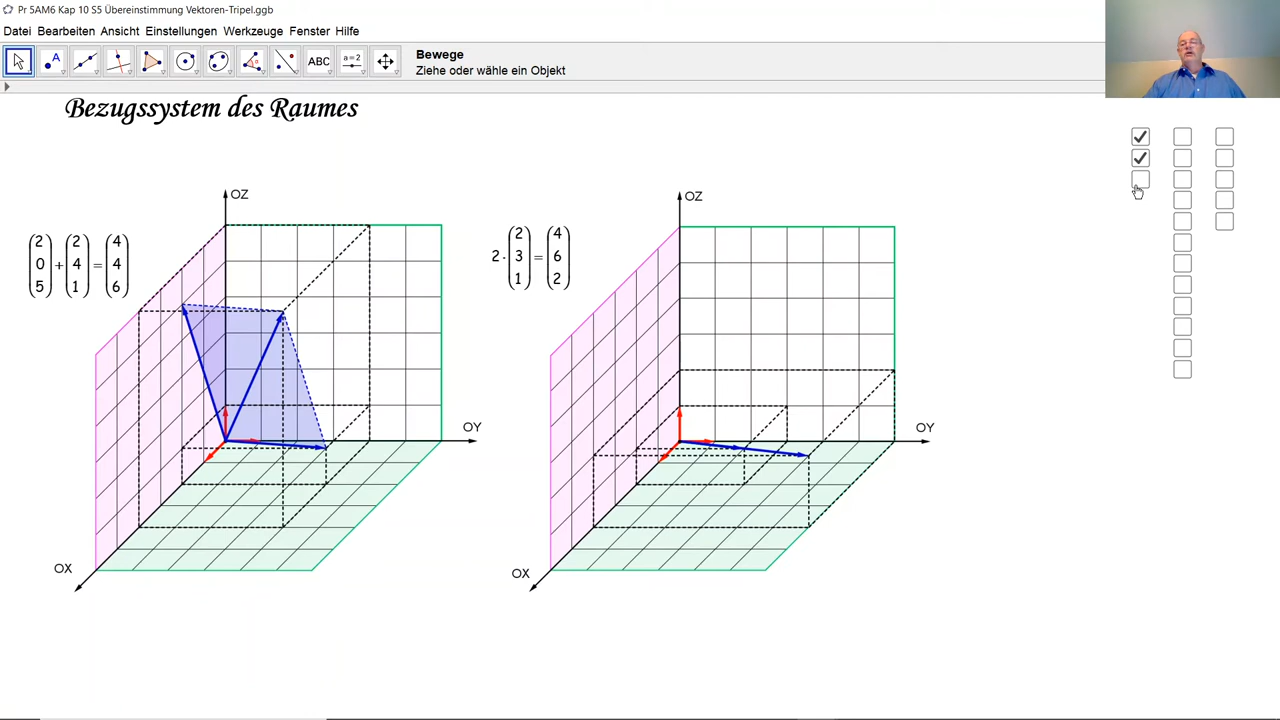 Pr 5AM6 Kap 10 S5 Übereinstimmung Vektoren-Tripel.ggb
Datei Bearbeiten Ansicht Einstellungen Werkzeuge Fenster Hilfe
A
ABC
a=2
Bewege
Ziehe oder wähle ein Objekt
Bezugssystem des Raumes
OZ
2 2 4
0 + 4 = 4
5 1 6
OY
OX
OZ
2 4
2 · 3 = 6
1 2
OY
OX